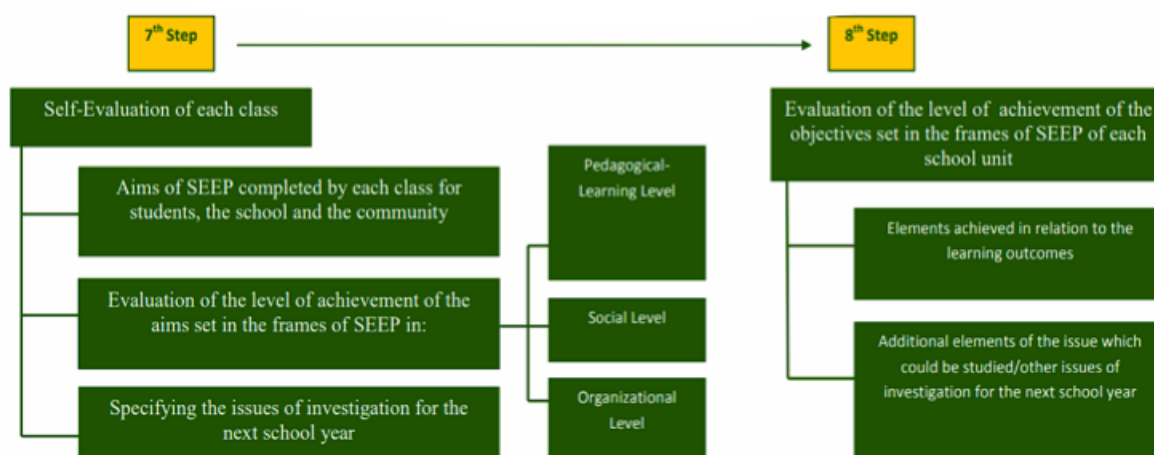 7th Step
8th Step
Self-Evaluation of each class
Aims of SEEP completed by each class for
students, the school and the community
Evaluation of the level of achievement of the
aims set in the frames of SEEP in:
Specifying the issues of investigation for the
next school year
Pedagogical-
Learning Level
Social Level
Organizational
Level
Evaluation of the level of achievement of the
objectives set in the frames of SEEP of each
school unit
Elements achieved in relation to the
learning outcomes
Additional elements of the issue which
could be studied/other issues of
investigation for the next school year